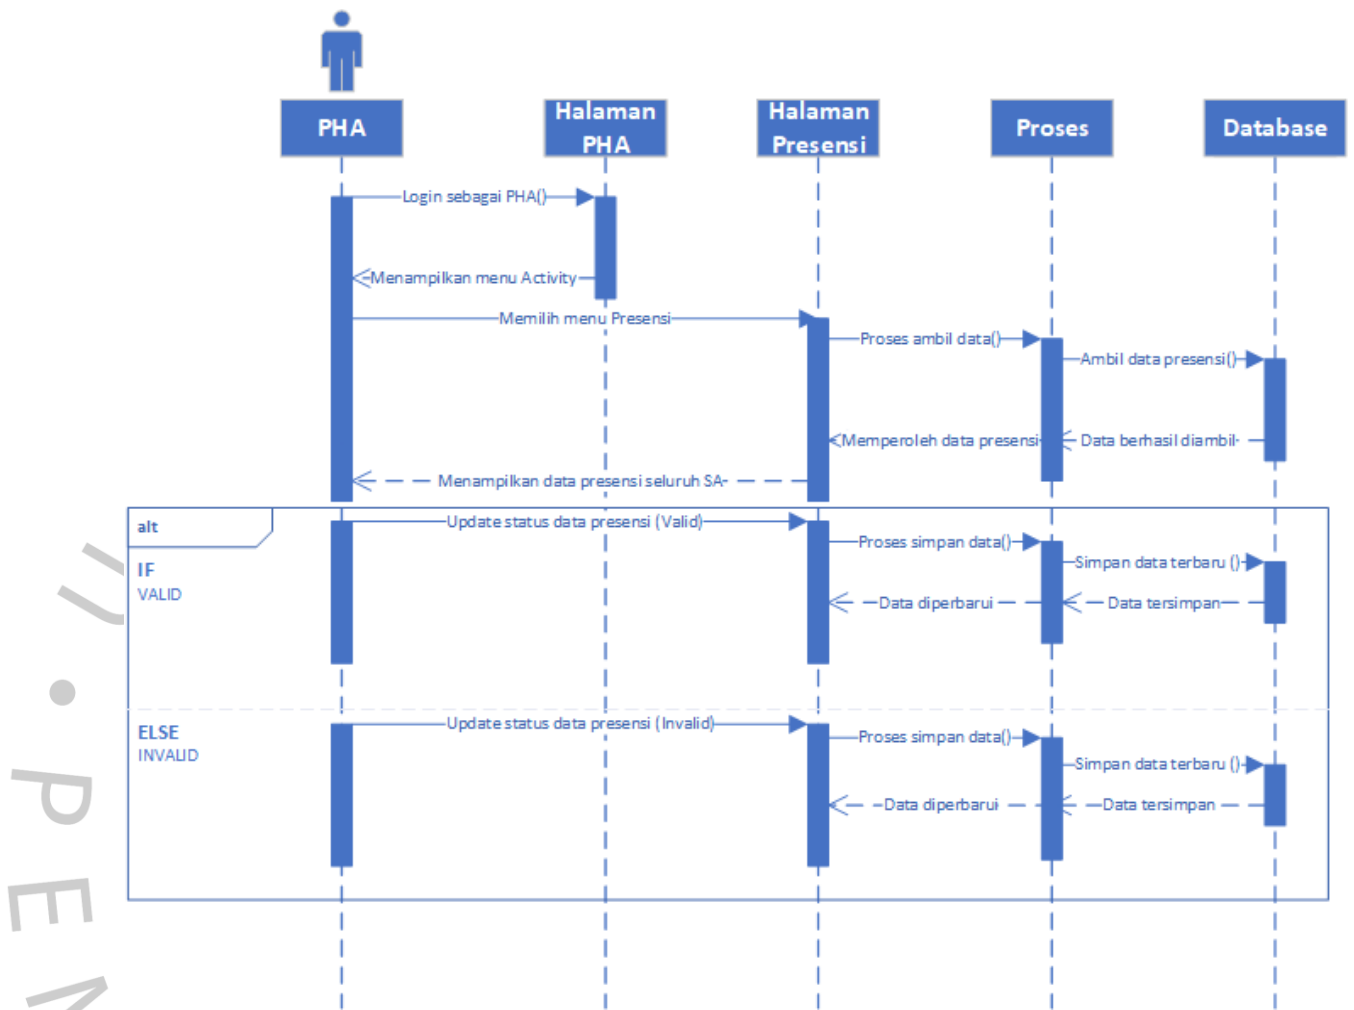 PHA
Halaman
PHA
Halaman
Presensi
Proses
Database
Login sebagai PHA()
Menampilkan menu Activity
Memilih menu Presensi
Proses ambil data()
Ambil data presensi()
Memperoleh data presensi
Data berhasil diambil
Menampilkan data presensi seluruh SA
alt
Update status data presensi (Valid)
Proses simpan data()
IF
Simpan data terbaru ()
VALID
Data diperbarui
Data tersimpan
ELSE
Update status data presensi (Invalid)
INVALID
Proses simpan data()
Simpan data terbaru ()
Data diperbarui
Data tersimpan
P E